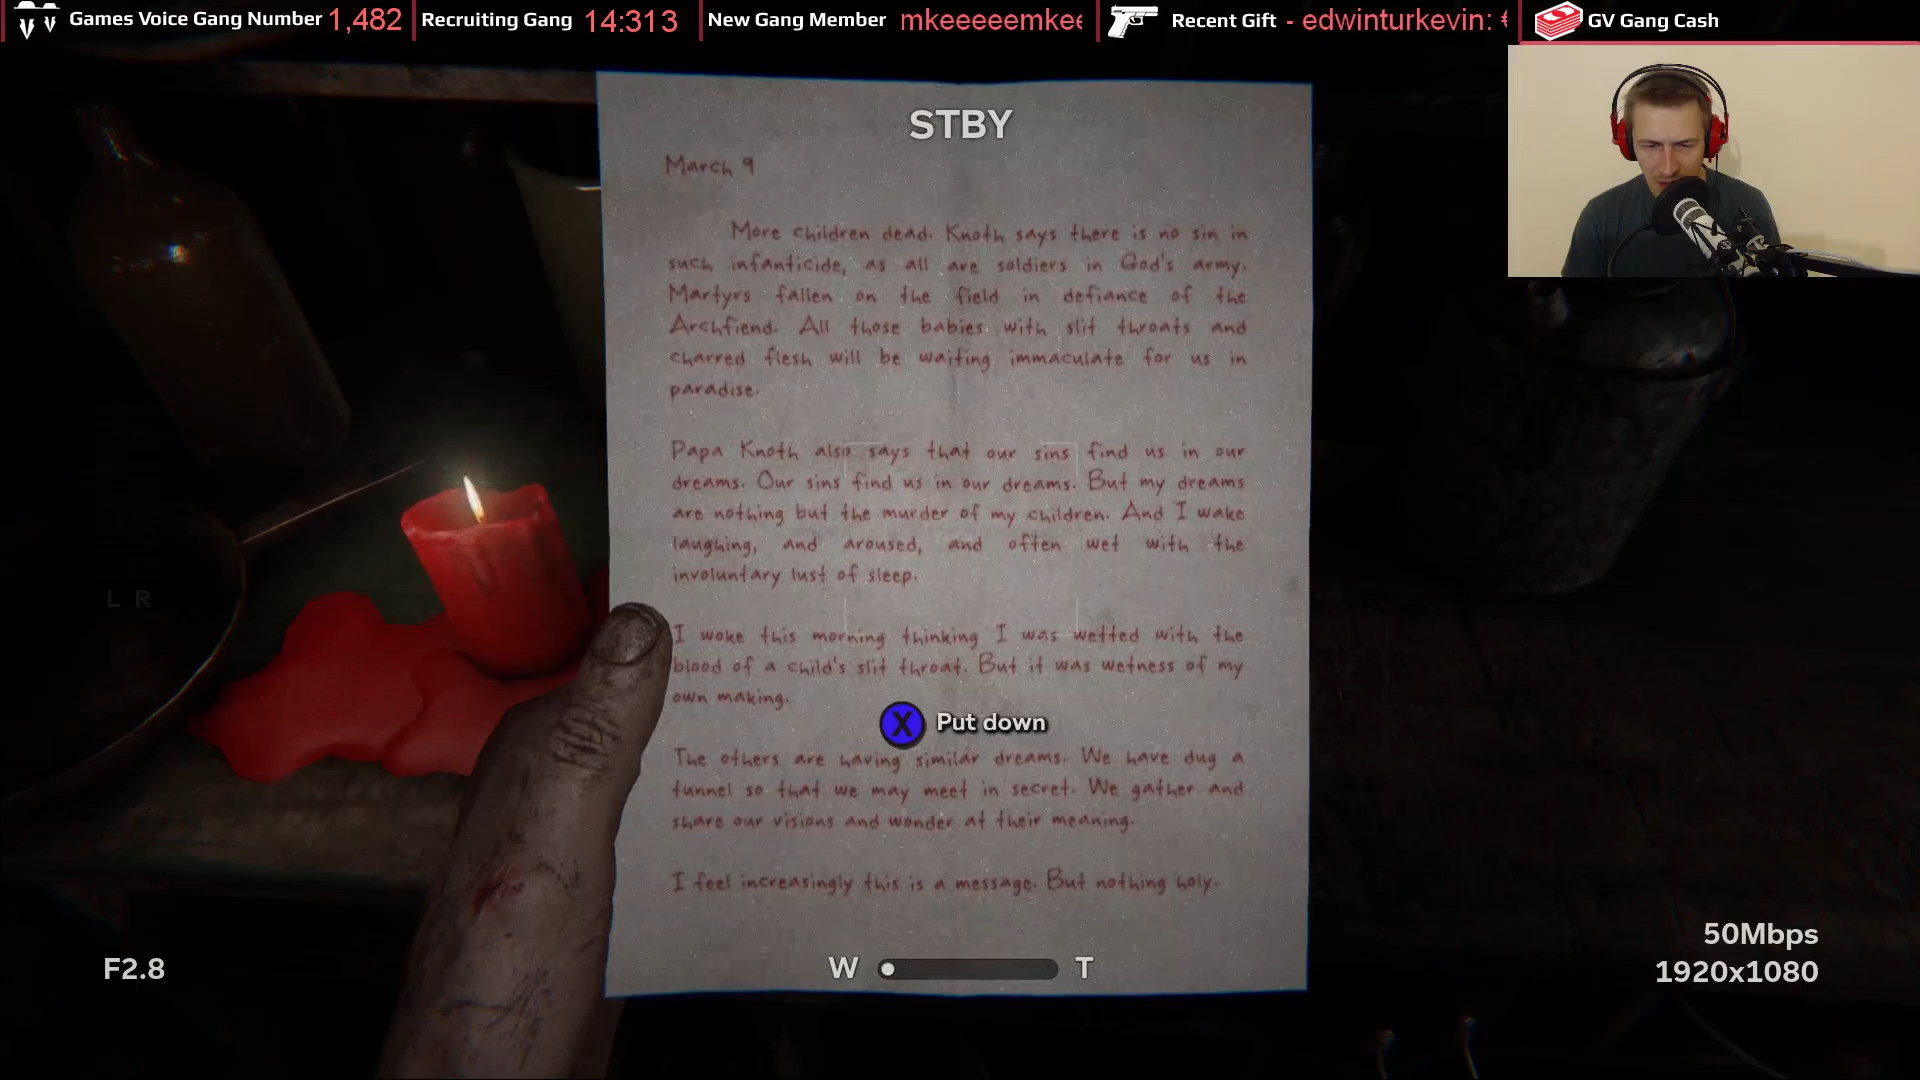 Games Voice Gang Number 1,482 Recruiting Gang 14:313 New Gang Member mkeeeeemkee Recent Gift - edwinturkevin: € GV Gang Cash
STBY
March 9
More children dead. Knoth says there is no sin in
such infanticide, as all are soldiers in God's army.
Martyrs fallen on the field in defiance of the
Archfiend. All those babies with slit throats and
charred flesh will be waiting immaculate for us in
paradise.
Papa Knoth also says that our sins find us in our
dreams. Our sins find us in our dreams. But my dreams
are nothing but the murder of my children. And I wake
laughing, and aroused, and often wet with the
involuntary lust of sleep.
L R
I woke this morning thinking I was wetted with the
blood of a child's slit throat. But it was wetness of my
own making.
X Put down
The others are having similar dreams. We have dug a
tunnel so that we may meet in secret. We gather and
share our visions and wonder at their meaning.
I feel increasingly this is a message. But nothing holy.
50Mbps
F2.8 W T 1920x1080